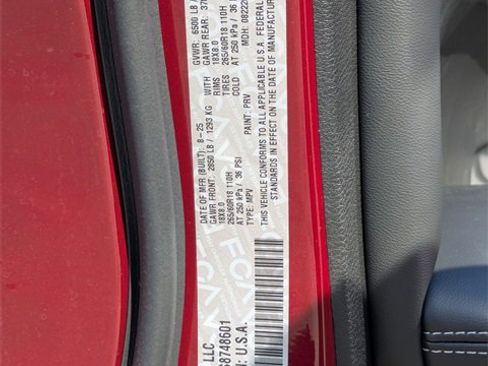 LLC
S8748601
U.S.A.
DATE OF MFR (BUILT): 8-25 GVWR: 6500 LB
GAWR FRONT: 2850 LB / 1293 KG WITH GAWR REAR:
18X8.0 RIMS 18X8.0
265/60R18 110H TIRES 265/60R18 110H
AT 250 kPa / 36 PSI COLD AT 250 kPa / 36
TYPE: MPV PAINT: PRV MDH:
THIS VEHICLE CONFORMS TO ALL APPLICABLE U.S.A. FEDERAL
STANDARDS IN EFFECT ON THE DATE OF MANUFACTURE